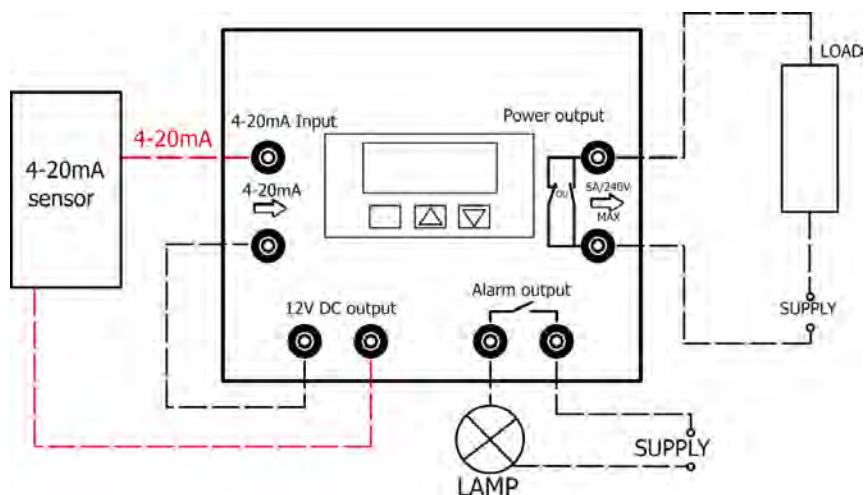 LOAD
Power output
4-20mA Input
4-20mA
4-20mA
sensor
4-20mA
OU
5A/240V
MAX
12V DC output
Alarm output
SUPPLY
SUPPLY
LAMP